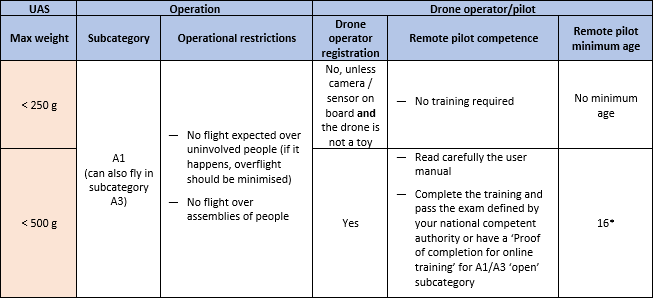 UAS
Operation
Drone operator/pilot
Max weight
Subcategory
Operational restrictions
Drone
operator
registration
Remote pilot competence
Remote pilot
minimum age
< 250 g
A1
(can also fly in
subcategory
A3)
— No flight expected over
uninvolved people (if it
happens, overflight
should be minimised)
— No flight over
assemblies of people
No, unless
camera /
sensor on
board and
the drone is
not a toy
— No training required
No minimum
age
< 500 g
Yes
— Read carefully the user
manual
— Complete the training and
pass the exam defined by
your national competent
authority or have a ‘Proof
of completion for online
training’ for A1/A3 ‘open’
subcategory
16*